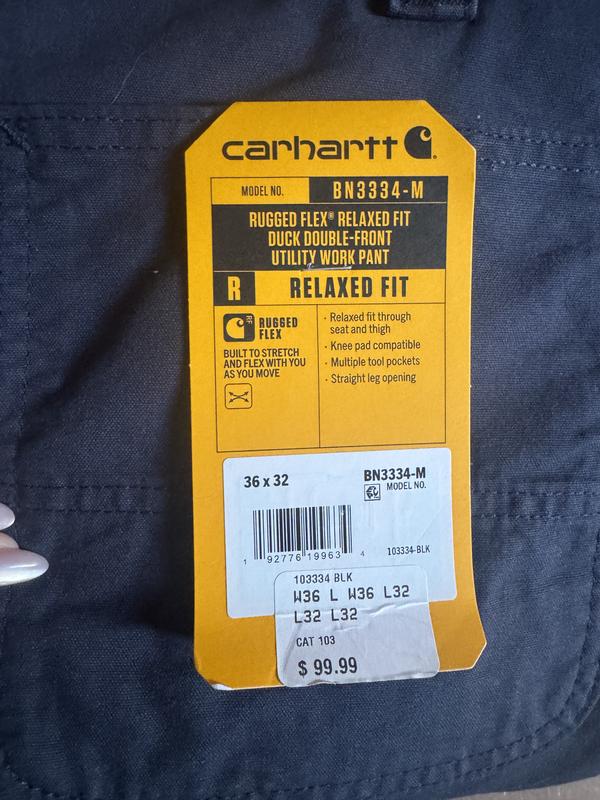 carhartt
MODEL NO. BN3334-M
RUGGED FLEX® RELAXED FIT
DUCK DOUBLE-FRONT
UTILITY WORK PANT
R RELAXED FIT
RF RUGGED
FLEX
BUILT TO STRETCH
AND FLEX WITH YOU
AS YOU MOVE
· Relaxed fit through
seat and thigh
· Knee pad compatible
· Multiple tool pockets
· Straight leg opening
36 x 32 BN3334-M
MODEL NO.
1 92776 19963 4
103334-BLK
103334 BLK
W36 L W36 L32
L32 L32
CAT 103
$ 99.99